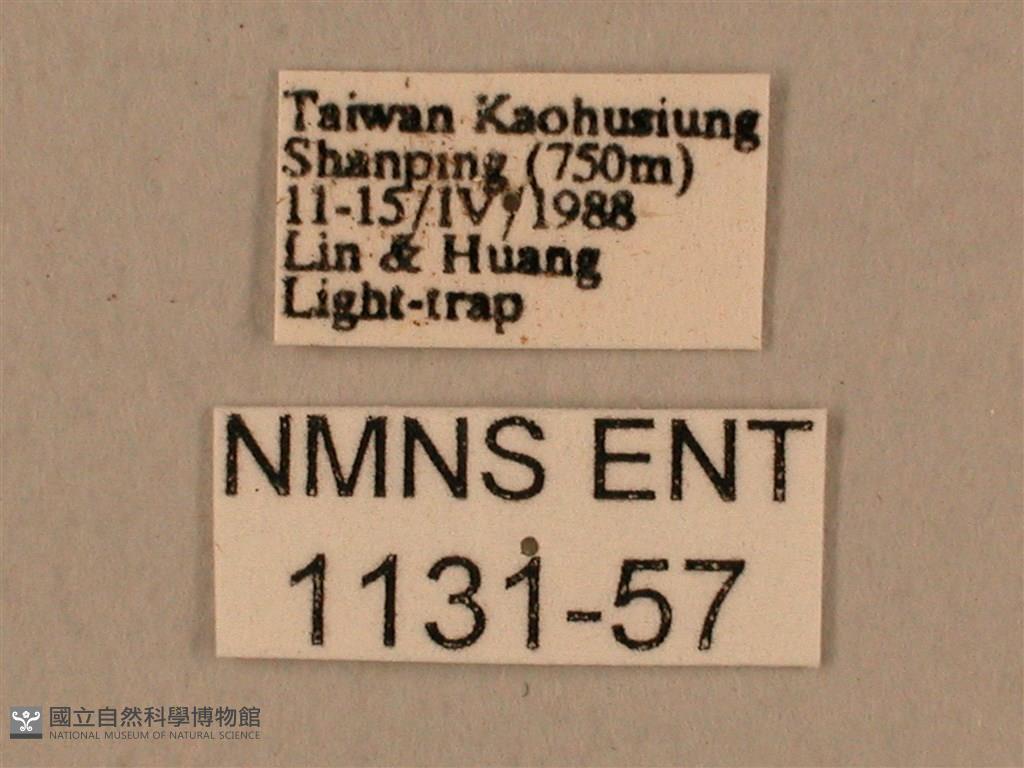 Taiwan Kaohusiung
Shanping (750m)
11-15/IV/1988
Lin & Huang
Light-trap
NMNS ENT
1131-57
國立自然科學博物館
NATIONAL MUSEUM OF NATURAL SCIENCE